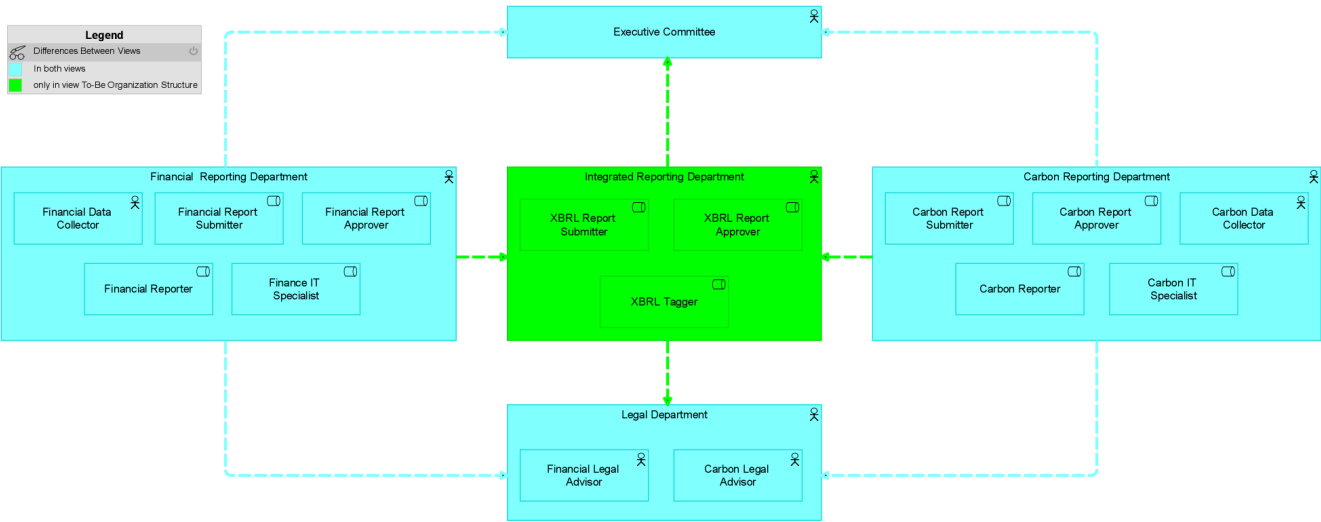 Legend
Differences Between Views
In both views
only in view To-Be Organization Structure
Executive Committee
Financial Reporting Department
Financial Data
Collector
Financial Report
Submitter
Financial Report
Approver
Financial Reporter
Finance IT
Specialist
Integrated Reporting Department
XBRL Report
Submitter
XBRL Report
Approver
XBRL Tagger
Carbon Reporting Department
Carbon Report
Submitter
Carbon Report
Approver
Carbon Data
Collector
Carbon Reporter
Carbon IT
Specialist
Legal Department
Financial Legal
Advisor
Carbon Legal
Advisor